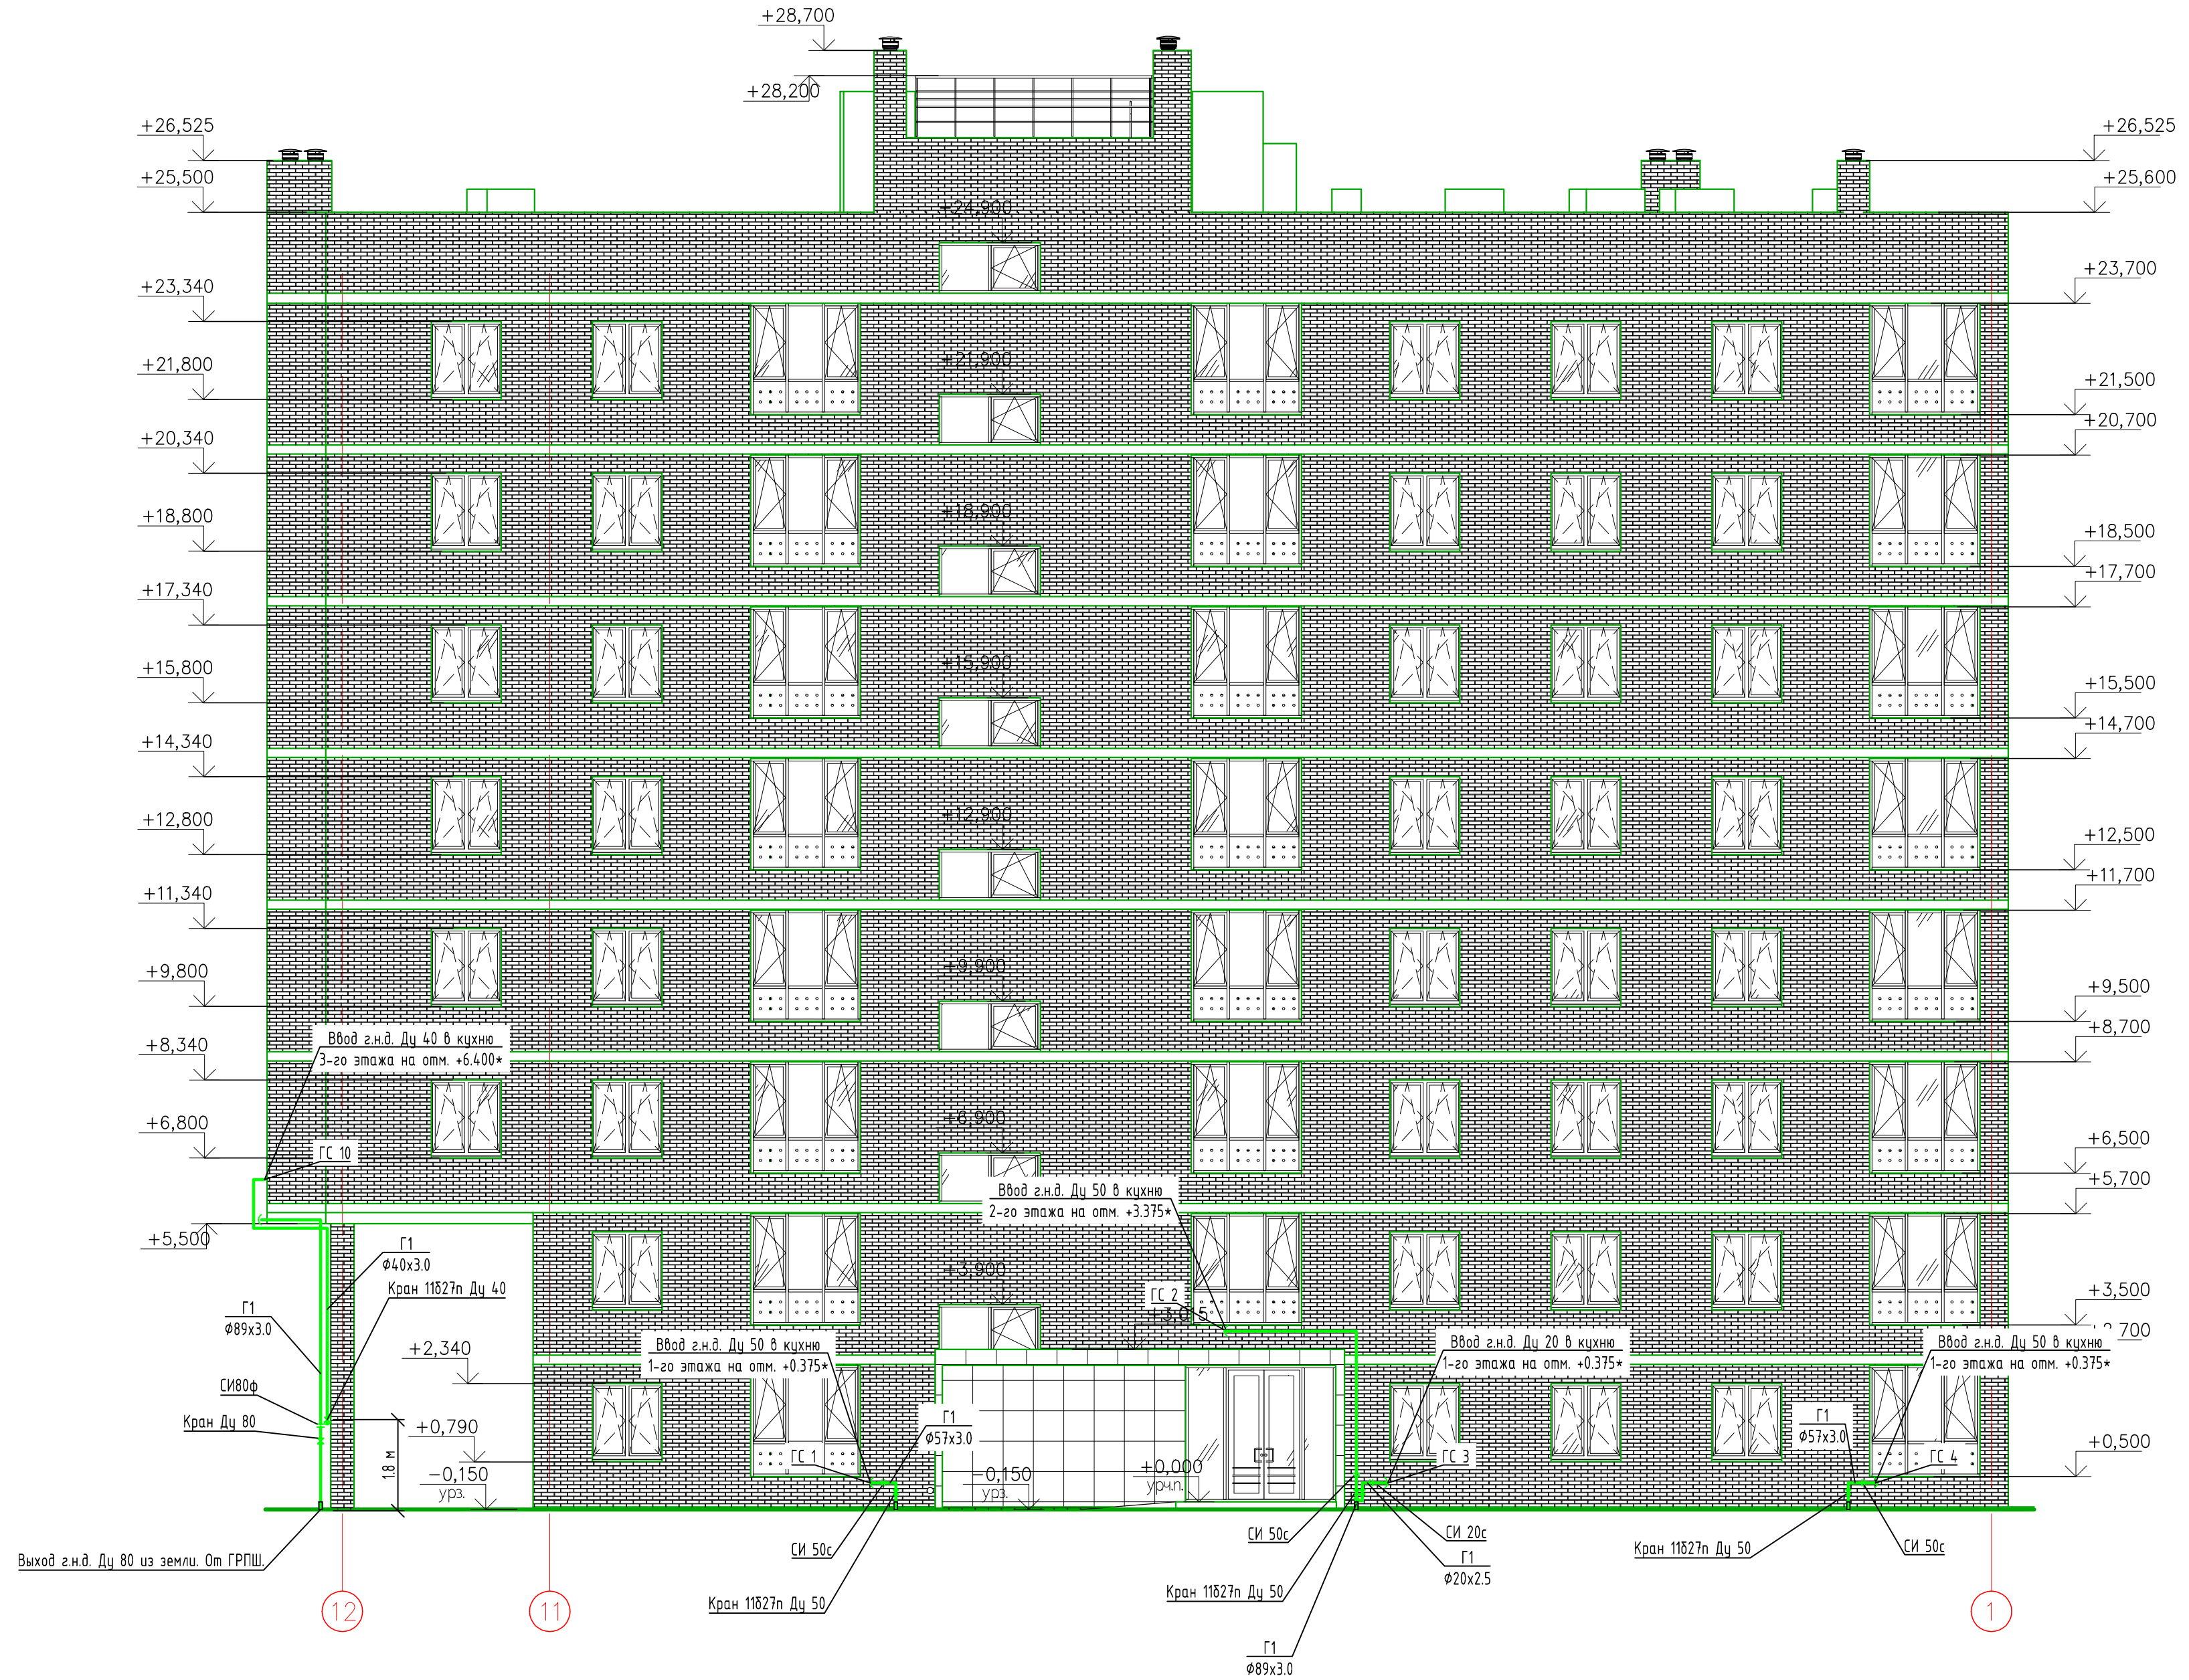 +28,700
+28,200
+26,525
+26,525
+25,500
+25,600
+24,900
+23,340
+23,700
+21,800
+21,900
+21,500
+20,340
+20,700
+18,800
+18,900
+18,500
+17,340
+17,700
+15,800
+15,900
+15,500
+14,340
+14,700
+12,800
+12,900
+12,500
+11,340
+11,700
+9,800
+9,900
+9,500
+8,340
+8,700
Ввод г.н.д. Ду 40 в кухню
3-го этажа на отм. +6.400*
+6,800
+6,900
+6,500
ГС 10
+5,700
Ввод г.н.д. Ду 50 в кухню
2-го этажа на отм. +3.375*
+5,500
Г1
Ф40х3.0
Кран 11б27п Ду 40
+3,900
ГС 2
+3,015
+3,500
2,700
Г1
Ф89х3.0
+2,340
Ввод г.н.д. Ду 50 в кухню
1-го этажа на отм. +0.375*
Ввод г.н.д. Ду 20 в кухню
1-го этажа на отм. +0.375*
Ввод г.н.д. Ду 50 в кухню
1-го этажа на отм. +0.375*
СИ80ф
Кран Ду 80
1.8 м
+0,790
Г1
Ф57х3.0
Г1
Ф57х3.0
ГС 1
ГС 3
ГС 4
+0,500
-0,150
урз.
-0,150
урз.
+0,000
ур.ч.п.
СИ 50с
СИ 50с
СИ 20с
СИ 50с
Кран 11б27п Ду 50
Выход г.н.д. Ду 80 из земли. От ГРПШ.
Г1
Ф20х2.5
Кран 11б27п Ду 50
Кран 11б27п Ду 50
12
11
1
Г1
Ф89х3.0